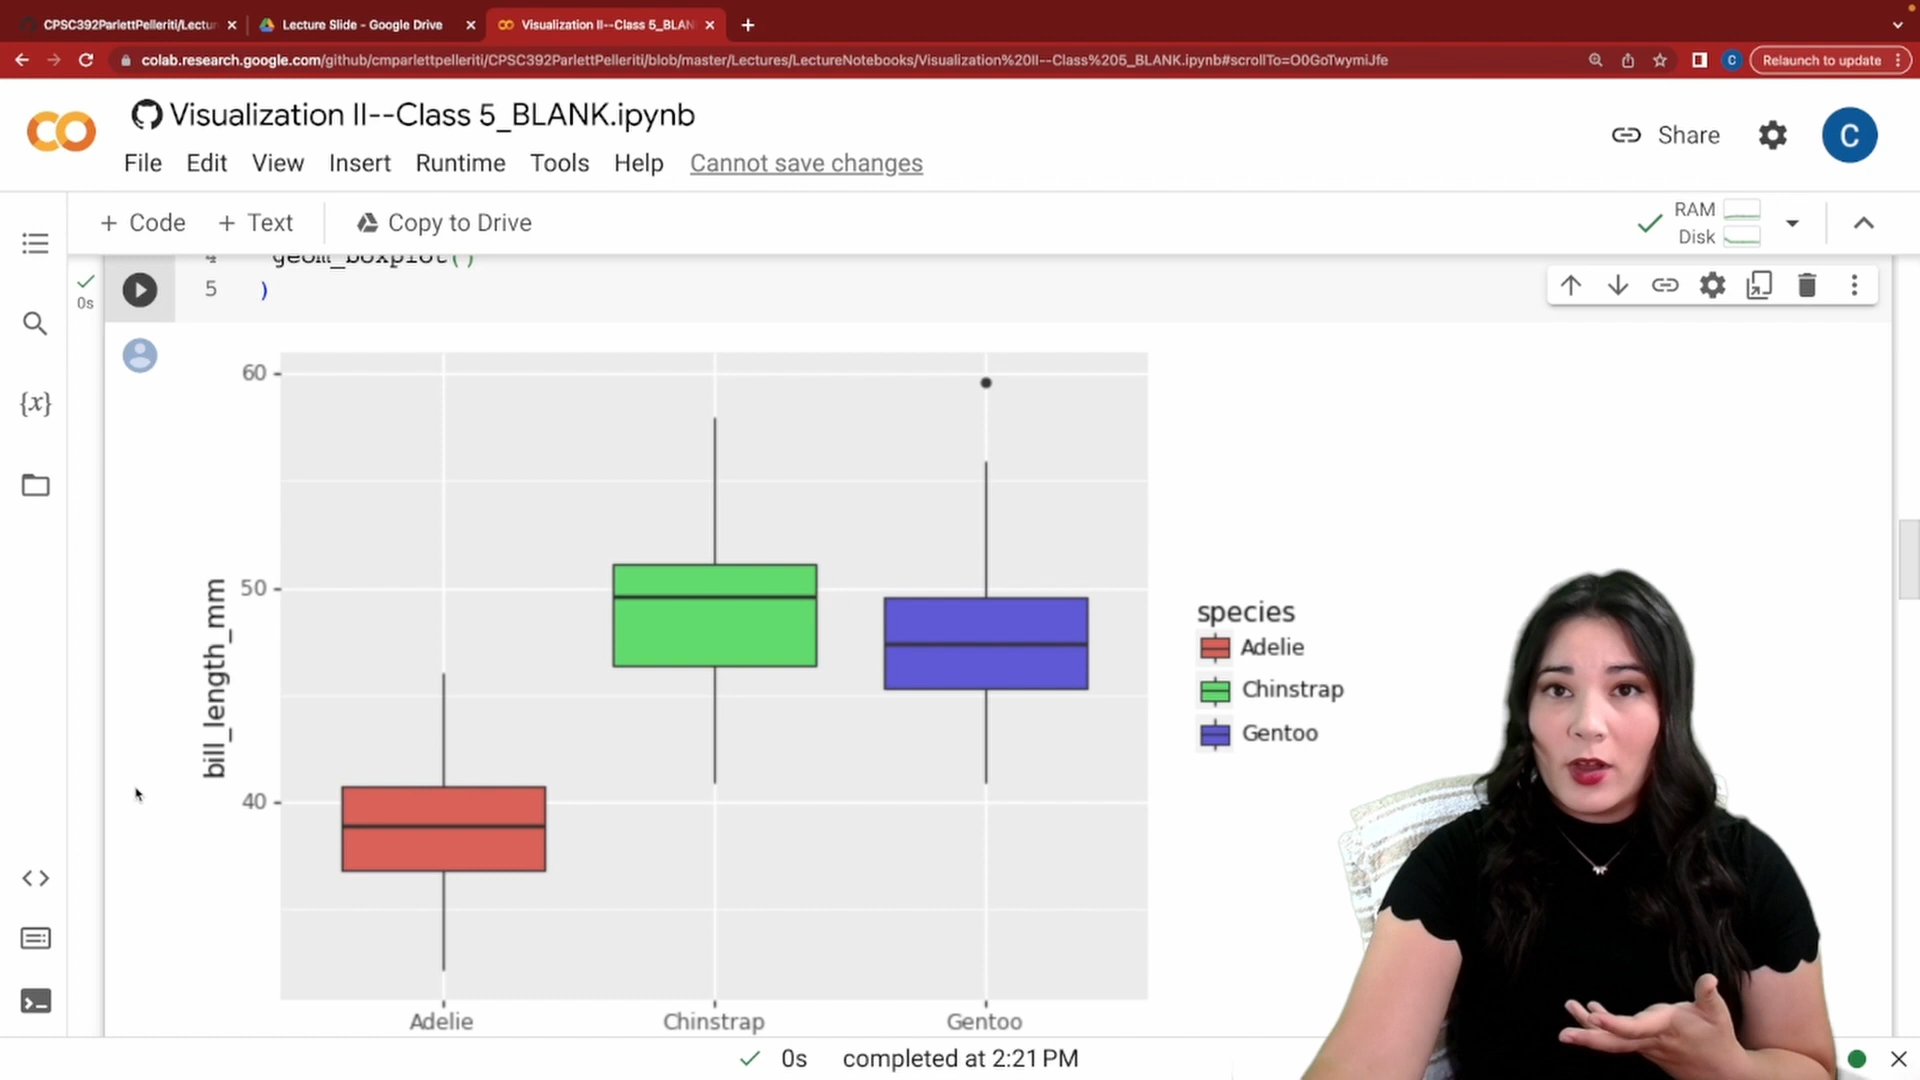 CPSC392ParlettPelleriti/Lectur
Lecture Slide - Google Drive
Visualization II--Class 5_BLAN
colab.research.google.com/github/cmparlettpelleriti/CPSC392ParlettPelleriti/blob/master/Lectures/LectureNotebooks/Visualization%20II--Class%205_BLANK.ipynb#scrollTo=O0GoTwymiJfe
C
Relaunch to update
Visualization II--Class 5_BLANK.ipynb
Share
C
File Edit View Insert Runtime Tools Help Cannot save changes
+ Code + Text Copy to Drive
RAM
Disk
4 geom_boxplot()
5 )
0s
{x}
60
50
40
bill_length_mm
species
Adelie
Chinstrap
Gentoo
Adelie Chinstrap Gentoo
0s completed at 2:21 PM